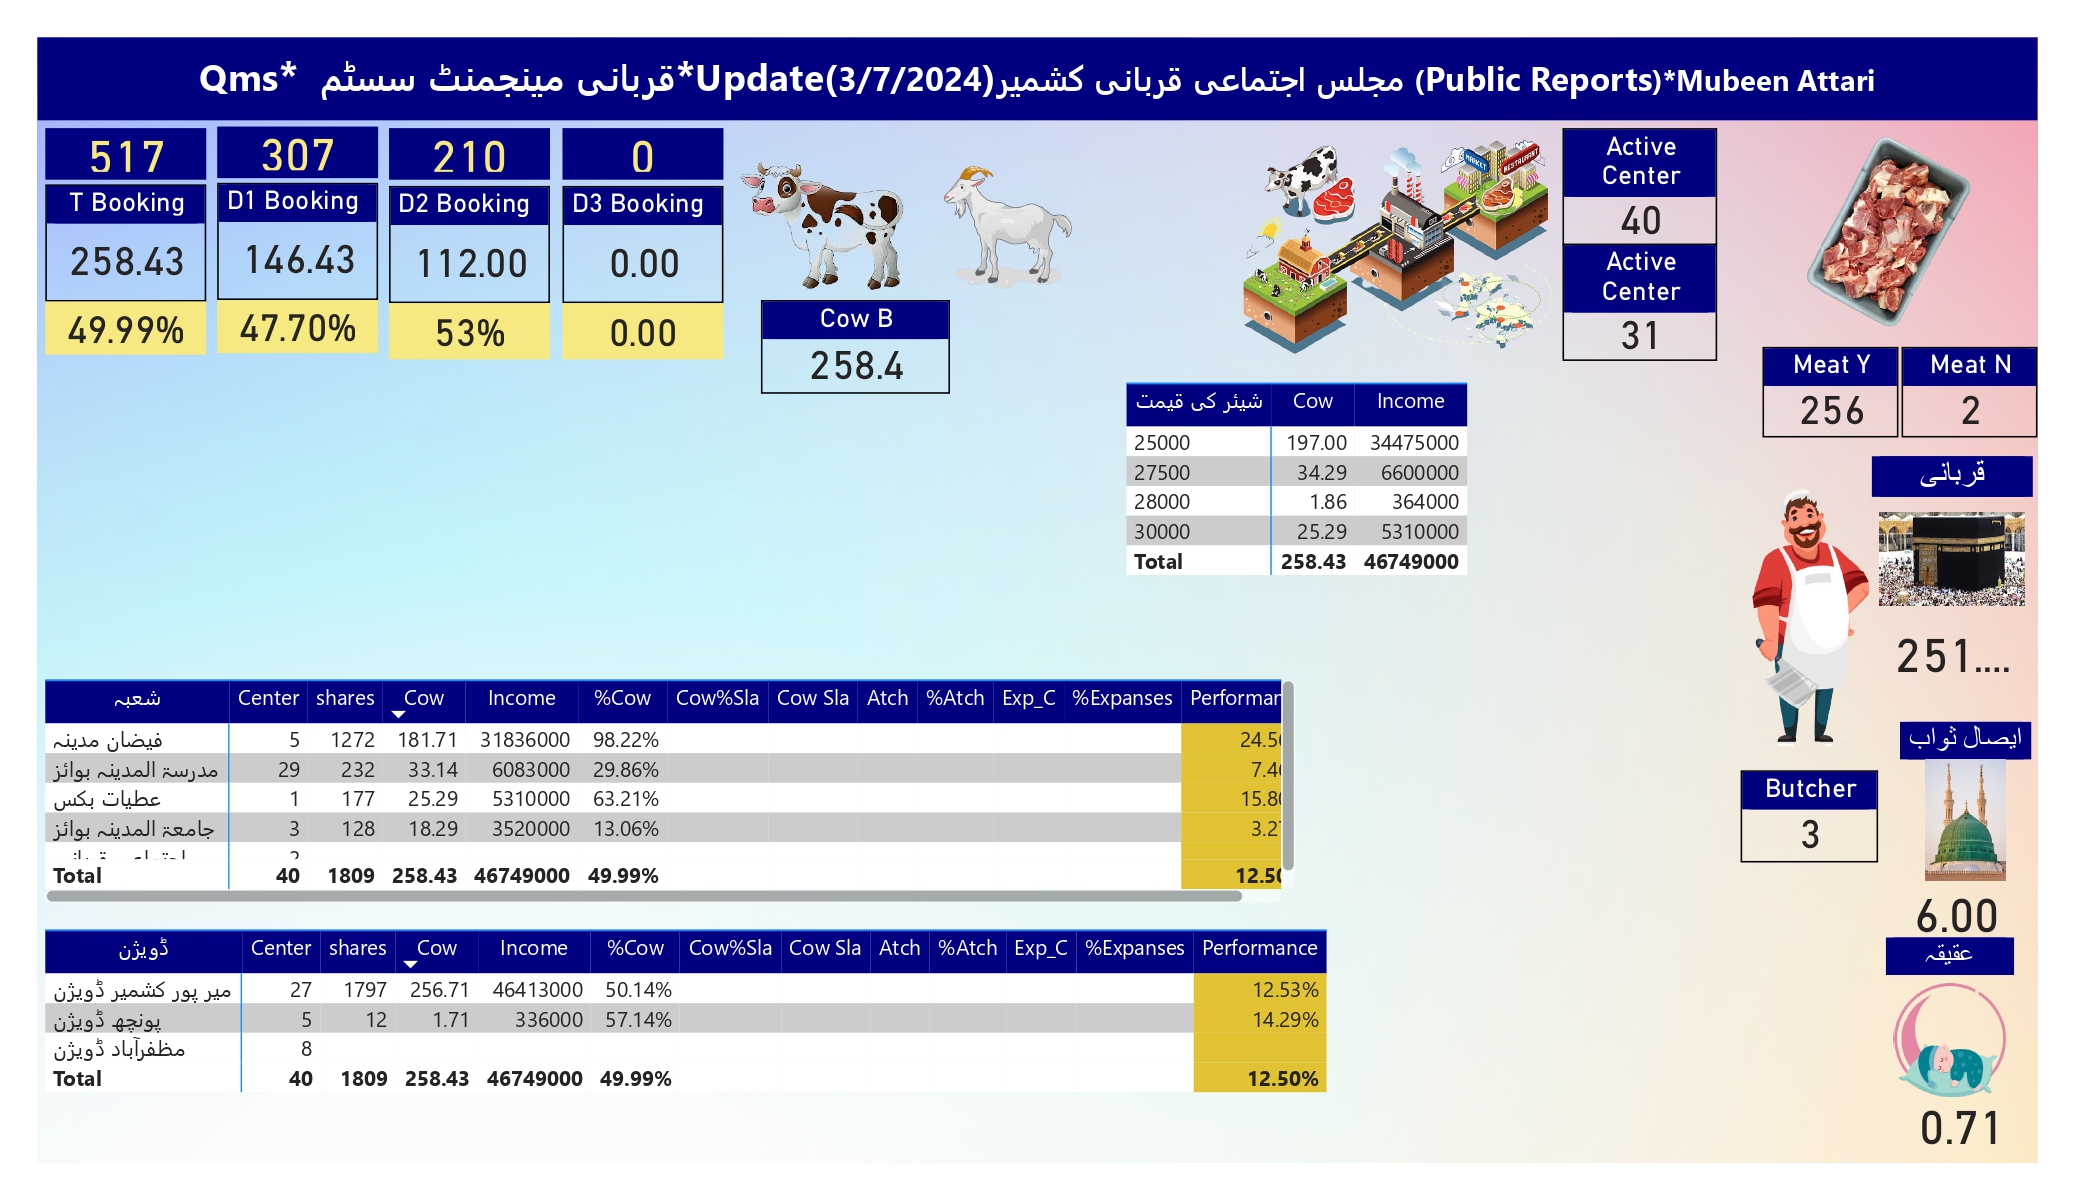 Qms* قربانی مینجمنٹ سسٹم*Update(3/7/2024)مجلس اجتماعی قربانی کشمیر (Public Reports)*Mubeen Attari
517 307 210 0
T Booking D1 Booking D2 Booking D3 Booking
258.43 146.43 112.00 0.00
49.99% 47.70% 53% 0.00
Cow B
258.4
MARKET
RESTAURANT
Active
Center
40
Active
Center
31
Meat Y Meat N
256 2
شیئر کی قیمت Cow Income
25000 197.00 34475000
27500 34.29 6600000
28000 1.86 364000
30000 25.29 5310000
Total 258.43 46749000
قربانی
251....
ایصال ثواب
6.00
Butcher
3
عقیقہ
0.71
شعبہ Center shares Cow Income %Cow Cow%Sla Cow Sla Atch %Atch Exp_C %Expanses Performan
فیضان مدینہ 5 1272 181.71 31836000 98.22% 24.5
مدرسۃ المدینہ بوائز 29 232 33.14 6083000 29.86% 7.4
عطیات بکس 1 177 25.29 5310000 63.21% 15.8
جامعۃ المدینہ بوائز 3 128 18.29 3520000 13.06% 3.2
2
Total 40 1809 258.43 46749000 49.99% 12.5
ڈویژن Center shares Cow Income %Cow Cow%Sla Cow Sla Atch %Atch Exp_C %Expanses Performance
میر پور کشمیر ڈویژن 27 1797 256.71 46413000 50.14% 12.53%
پونچھ ڈویژن 5 12 1.71 336000 57.14% 14.29%
مظفرآباد ڈویژن 8
Total 40 1809 258.43 46749000 49.99% 12.50%